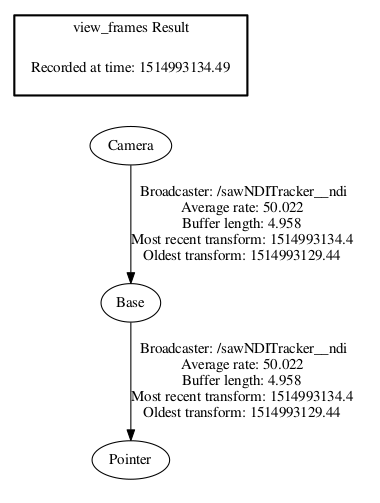 view_frames Result
Recorded at time: 1514993134.49
Camera
Broadcaster: /sawNDITracker__ndi
Average rate: 50.022
Buffer length: 4.958
Most recent transform: 1514993134.4
Oldest transform: 1514993129.44
Base
Broadcaster: /sawNDITracker__ndi
Average rate: 50.022
Buffer length: 4.958
Most recent transform: 1514993134.4
Oldest transform: 1514993129.44
Pointer